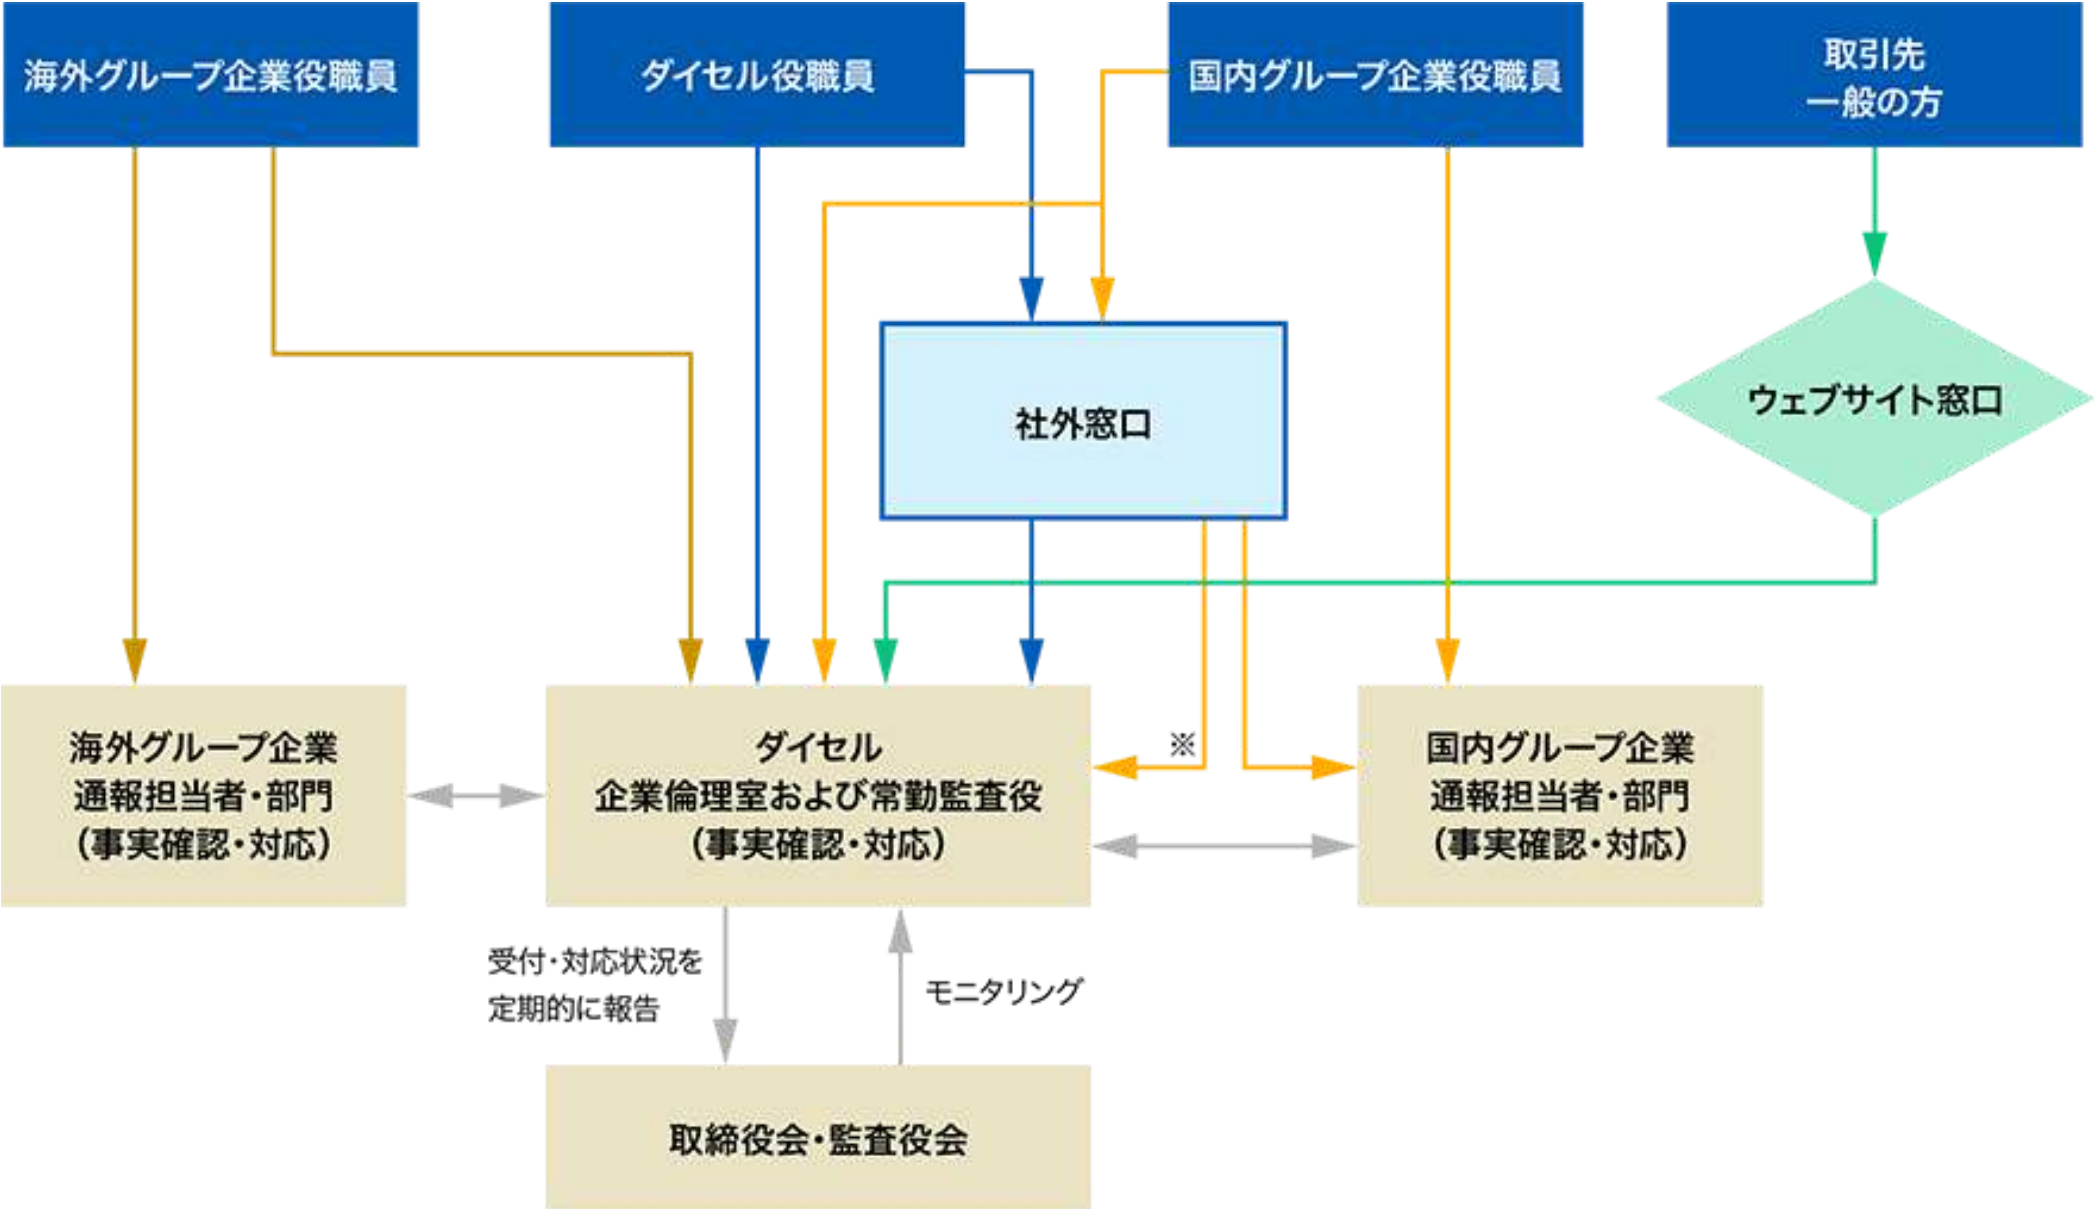 海外グループ企業役職員
ダイセル役職員
国内グループ企業役職員
取引先
一般の方
社外窓口
ウェブサイト窓口
海外グループ企業
通報担当者・部門
（事実確認・対応）
ダイセル
企業倫理室および常勤監査役
（事実確認・対応）
※
国内グループ企業
通報担当者・部門
（事実確認・対応）
受付・対応状況を
定期的に報告
モニタリング
取締役会・監査役会